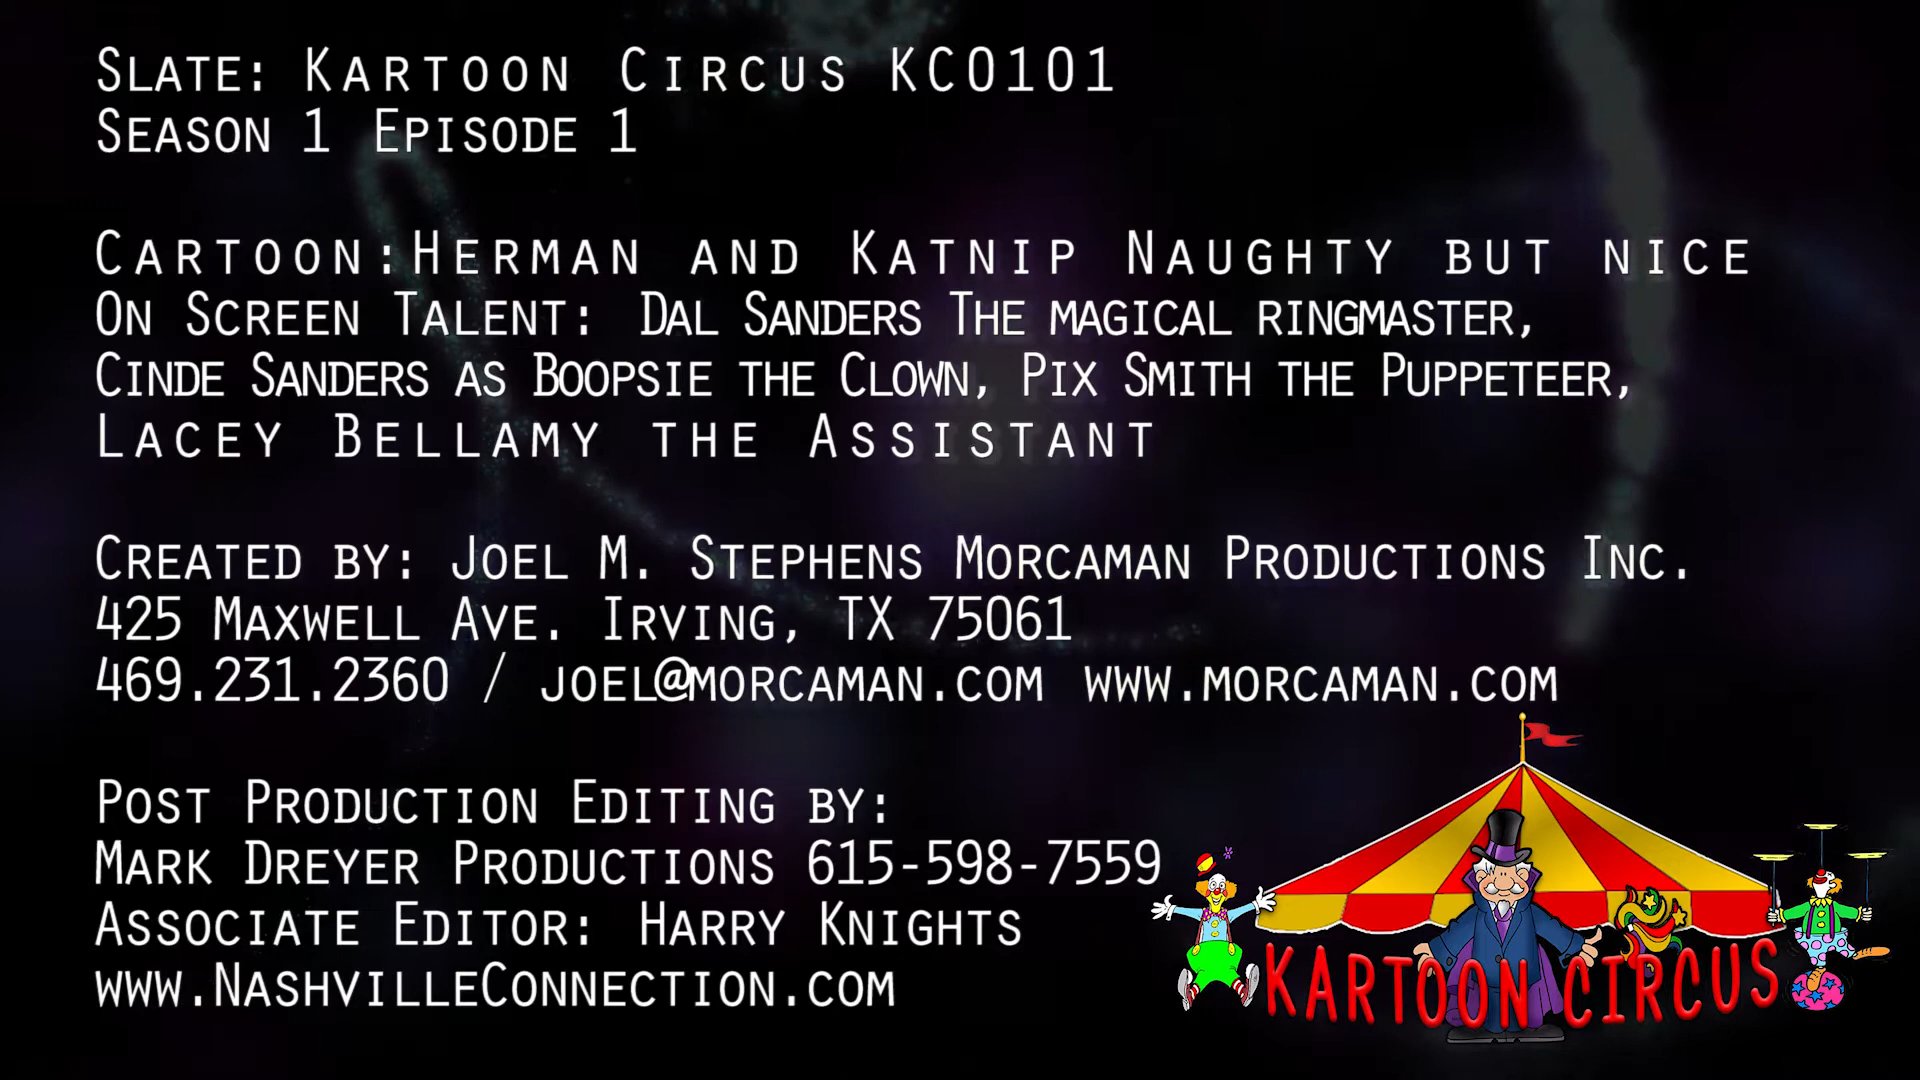 Slate: Kartoon Circus KC0101
Season 1 Episode 1
Cartoon:Herman and Katnip Naughty but nice
On Screen Talent: Dal Sanders The magical ringmaster,
Cinde Sanders as Boopsie the Clown, Pix Smith the Puppeteer,
Lacey Bellamy the Assistant
Created by: Joel M. Stephens Morcaman Productions Inc.
425 Maxwell Ave. Irving, TX 75061
469.231.2360 / joel@morcaman.com www.morcaman.com
Post Production Editing by:
Mark Dreyer Productions 615-598-7559
Associate Editor: Harry Knights
www.NashvilleConnection.com
KARTOON CIRCUS